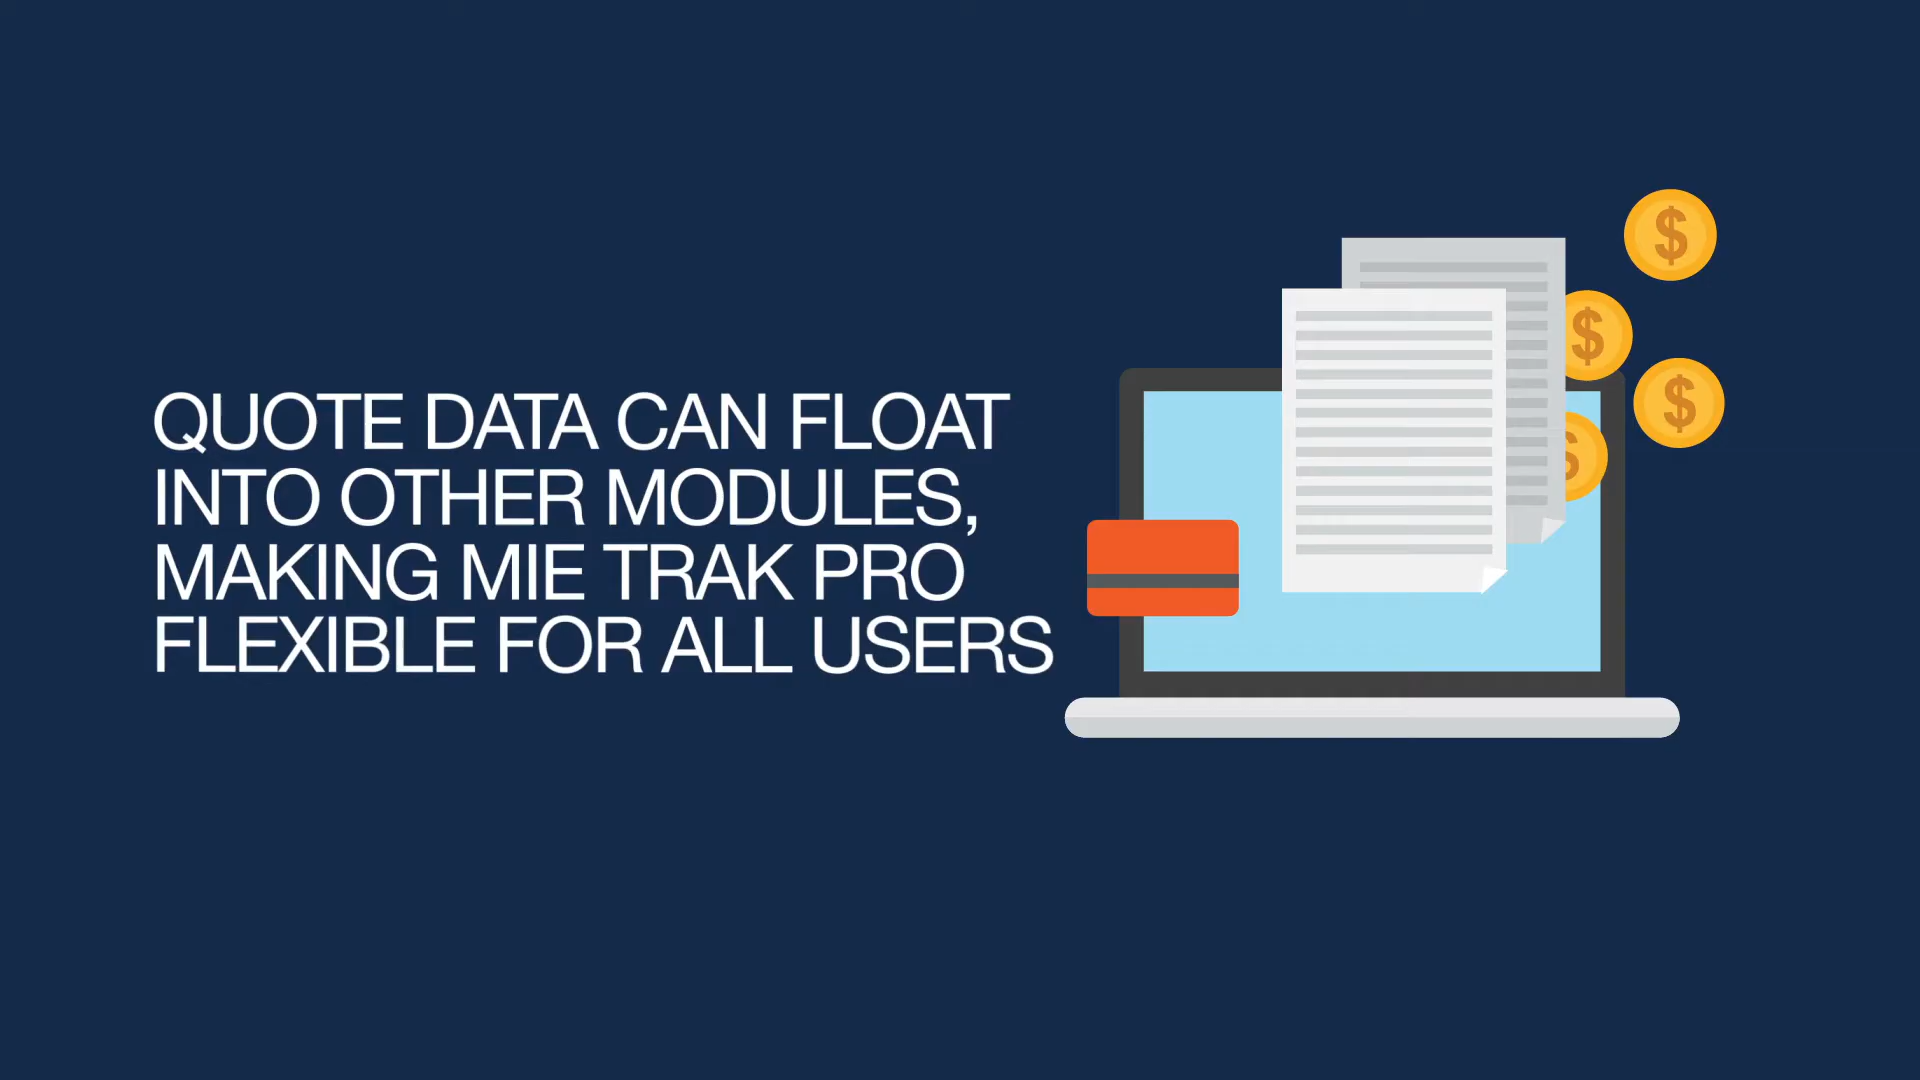 QUOTE DATA CAN FLOAT
INTO OTHER MODULES,
MAKING MIE TRAK PRO
FLEXIBLE FOR ALL USERS
$
$
$
$